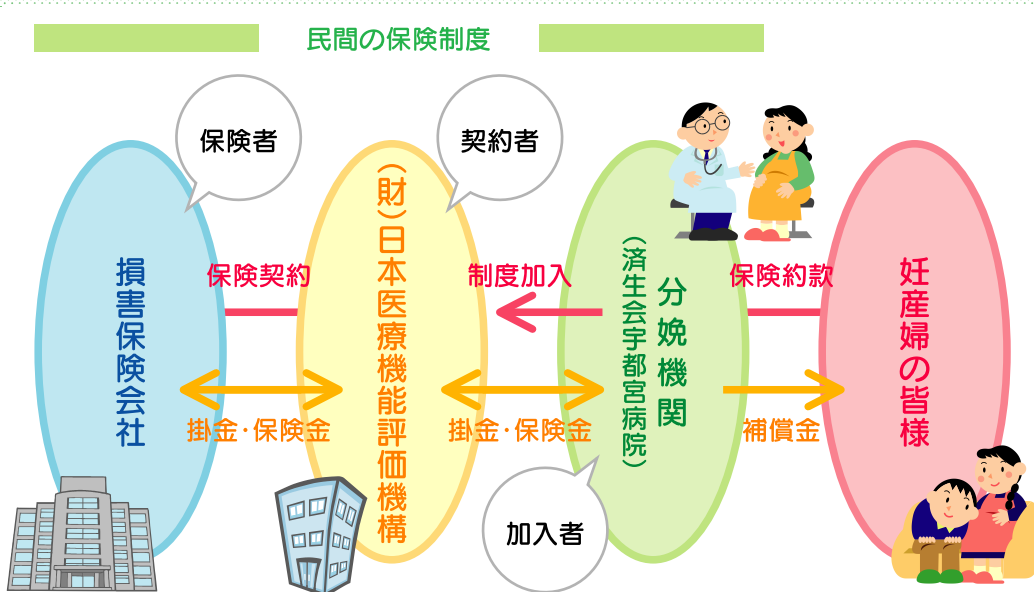 民間の保険制度
保険者
契約者
損害保険会社
保険契約
掛金・保険金
(財)日本医療機能評価機構
制度加入
掛金・保険金
分娩機関
(済生会宇都宮病院)
加入者
保険約款
補償金
妊産婦の皆様